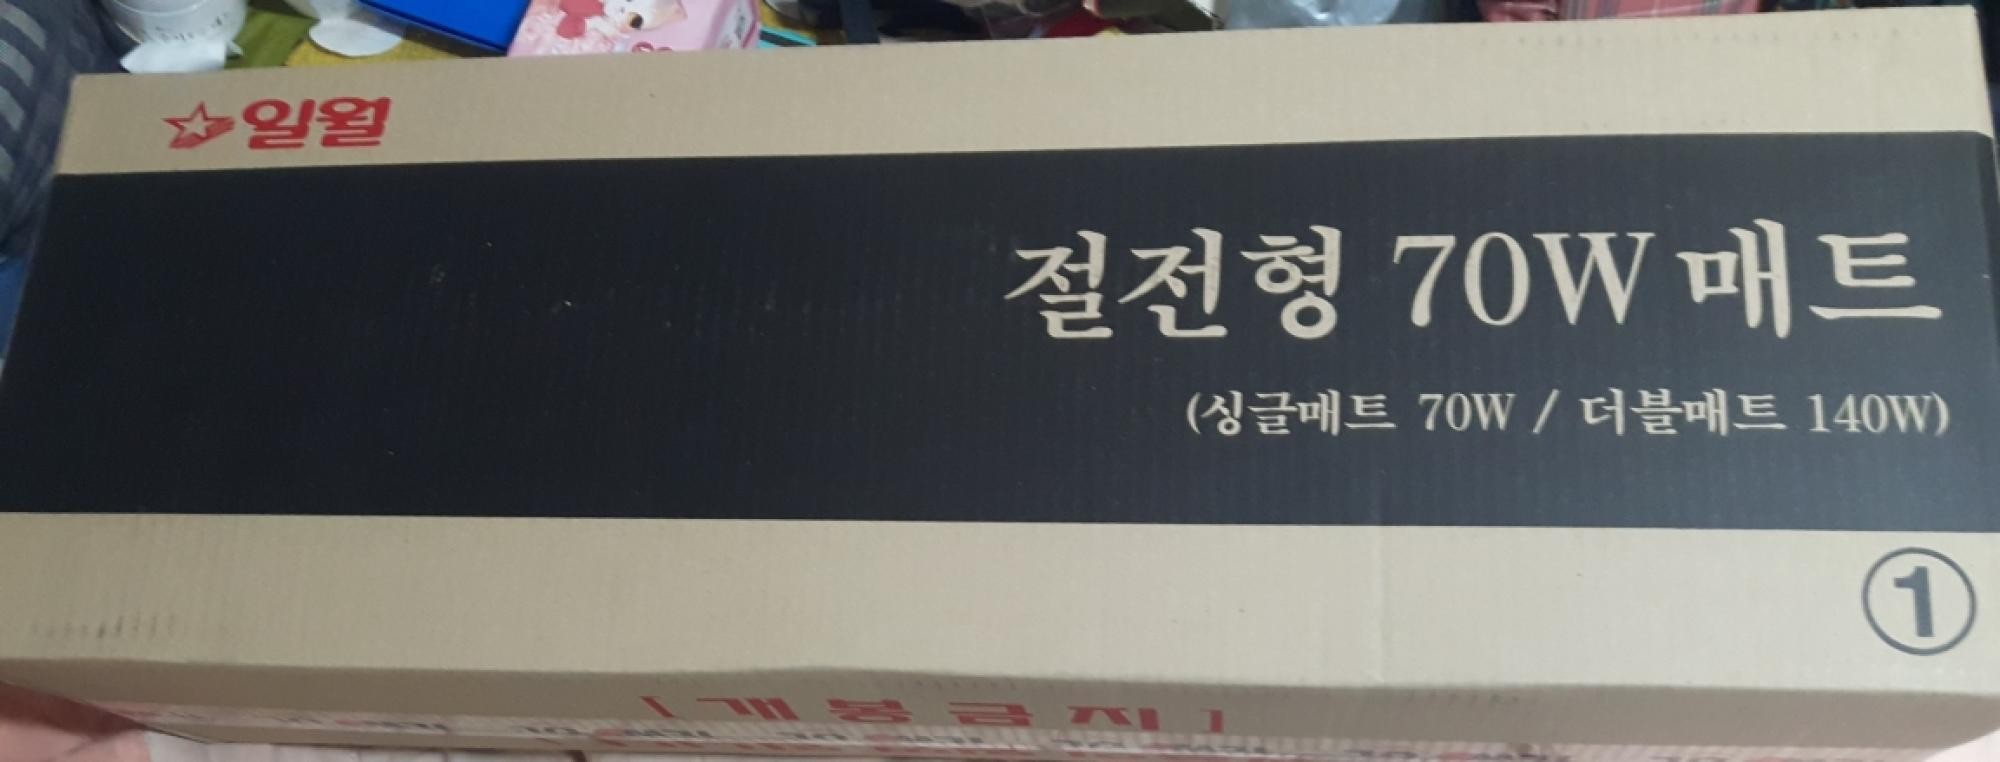 일월
절전형 70W 매트
(싱글매트 70W / 더블매트 140W)
1
[개봉금지]